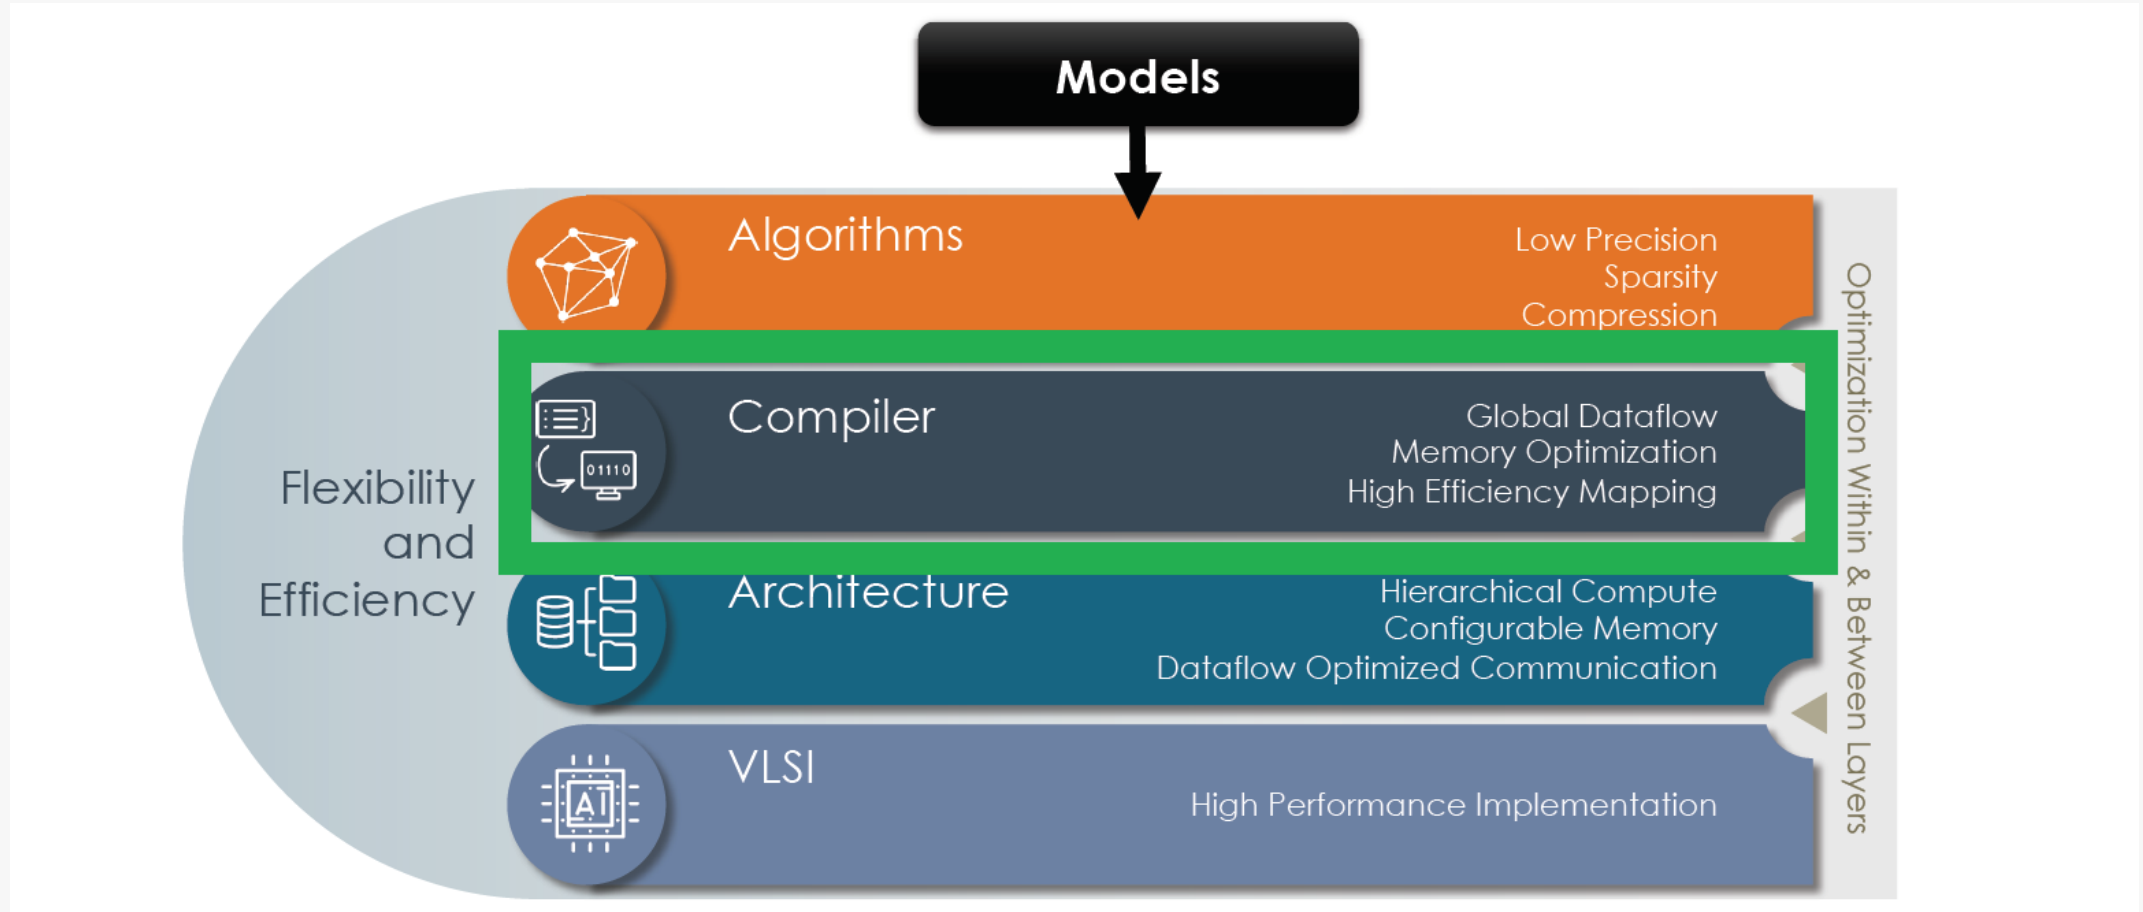 Models
Algorithms
Low Precision
Sparsity
Compression
Compiler
01110
Global Dataflow
Memory Optimization
High Efficiency Mapping
Flexibility
and
Efficiency
Architecture
Hierarchical Compute
Configurable Memory
Dataflow Optimized Communication
VLSI
AI
High Performance Implementation
Optimization Within & Between Layers